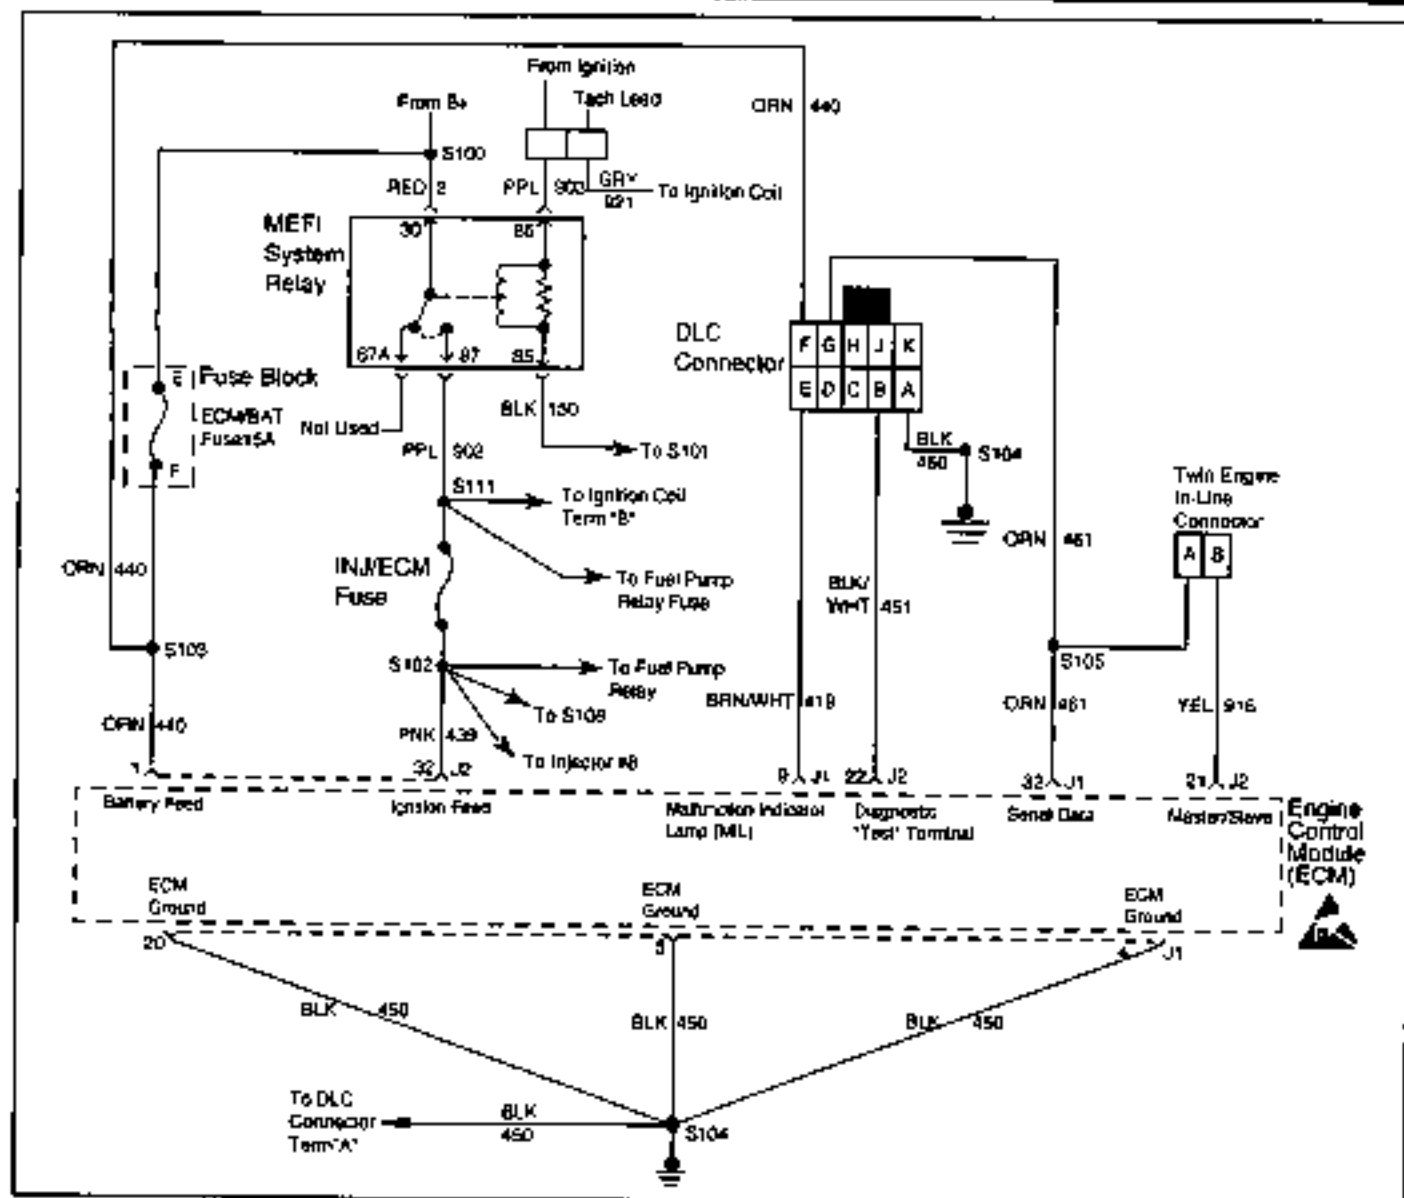 From Ignition
Tach Lead
From B+
ORN 440
S100
RED 2
PPL 903
GRY
921
To Ignition Coil
MEFI
System
Relay
30
86
87A
87
85
DLC
Connector
F G H J K
E D C B A
E
Fuse Block
ECM/BAT
Fuse 15A
F
Not Used
BLK 150
To S101
PPL 902
BLK
450
S104
S111
To Ignition Coil
Term "B"
Twin Engine
In-Line
Connector
A B
ORN 461
INJ/ECM
Fuse
To Fuel Pump
Relay Fuse
ORN 440
BLK/
WHT 451
S103
S102
To Fuel Pump
Relay
S105
To S109
BRN/WHT 419
ORN 461
YEL 916
ORN 440
PNK 439
To Injector #8
1
32 J2
9 J1
22 J2
32 J1
21 J2
Battery Feed
Ignition Feed
Malfunction Indicator
Lamp (MIL)
Diagnostic
"Test" Terminal
Serial Data
Master/Slave
Engine
Control
Module
(ECM)
ECM
Ground
ECM
Ground
ECM
Ground
20
5
J1
BLK 450
BLK 450
BLK 450
To DLC
Connector
Term "A"
BLK
450
S104